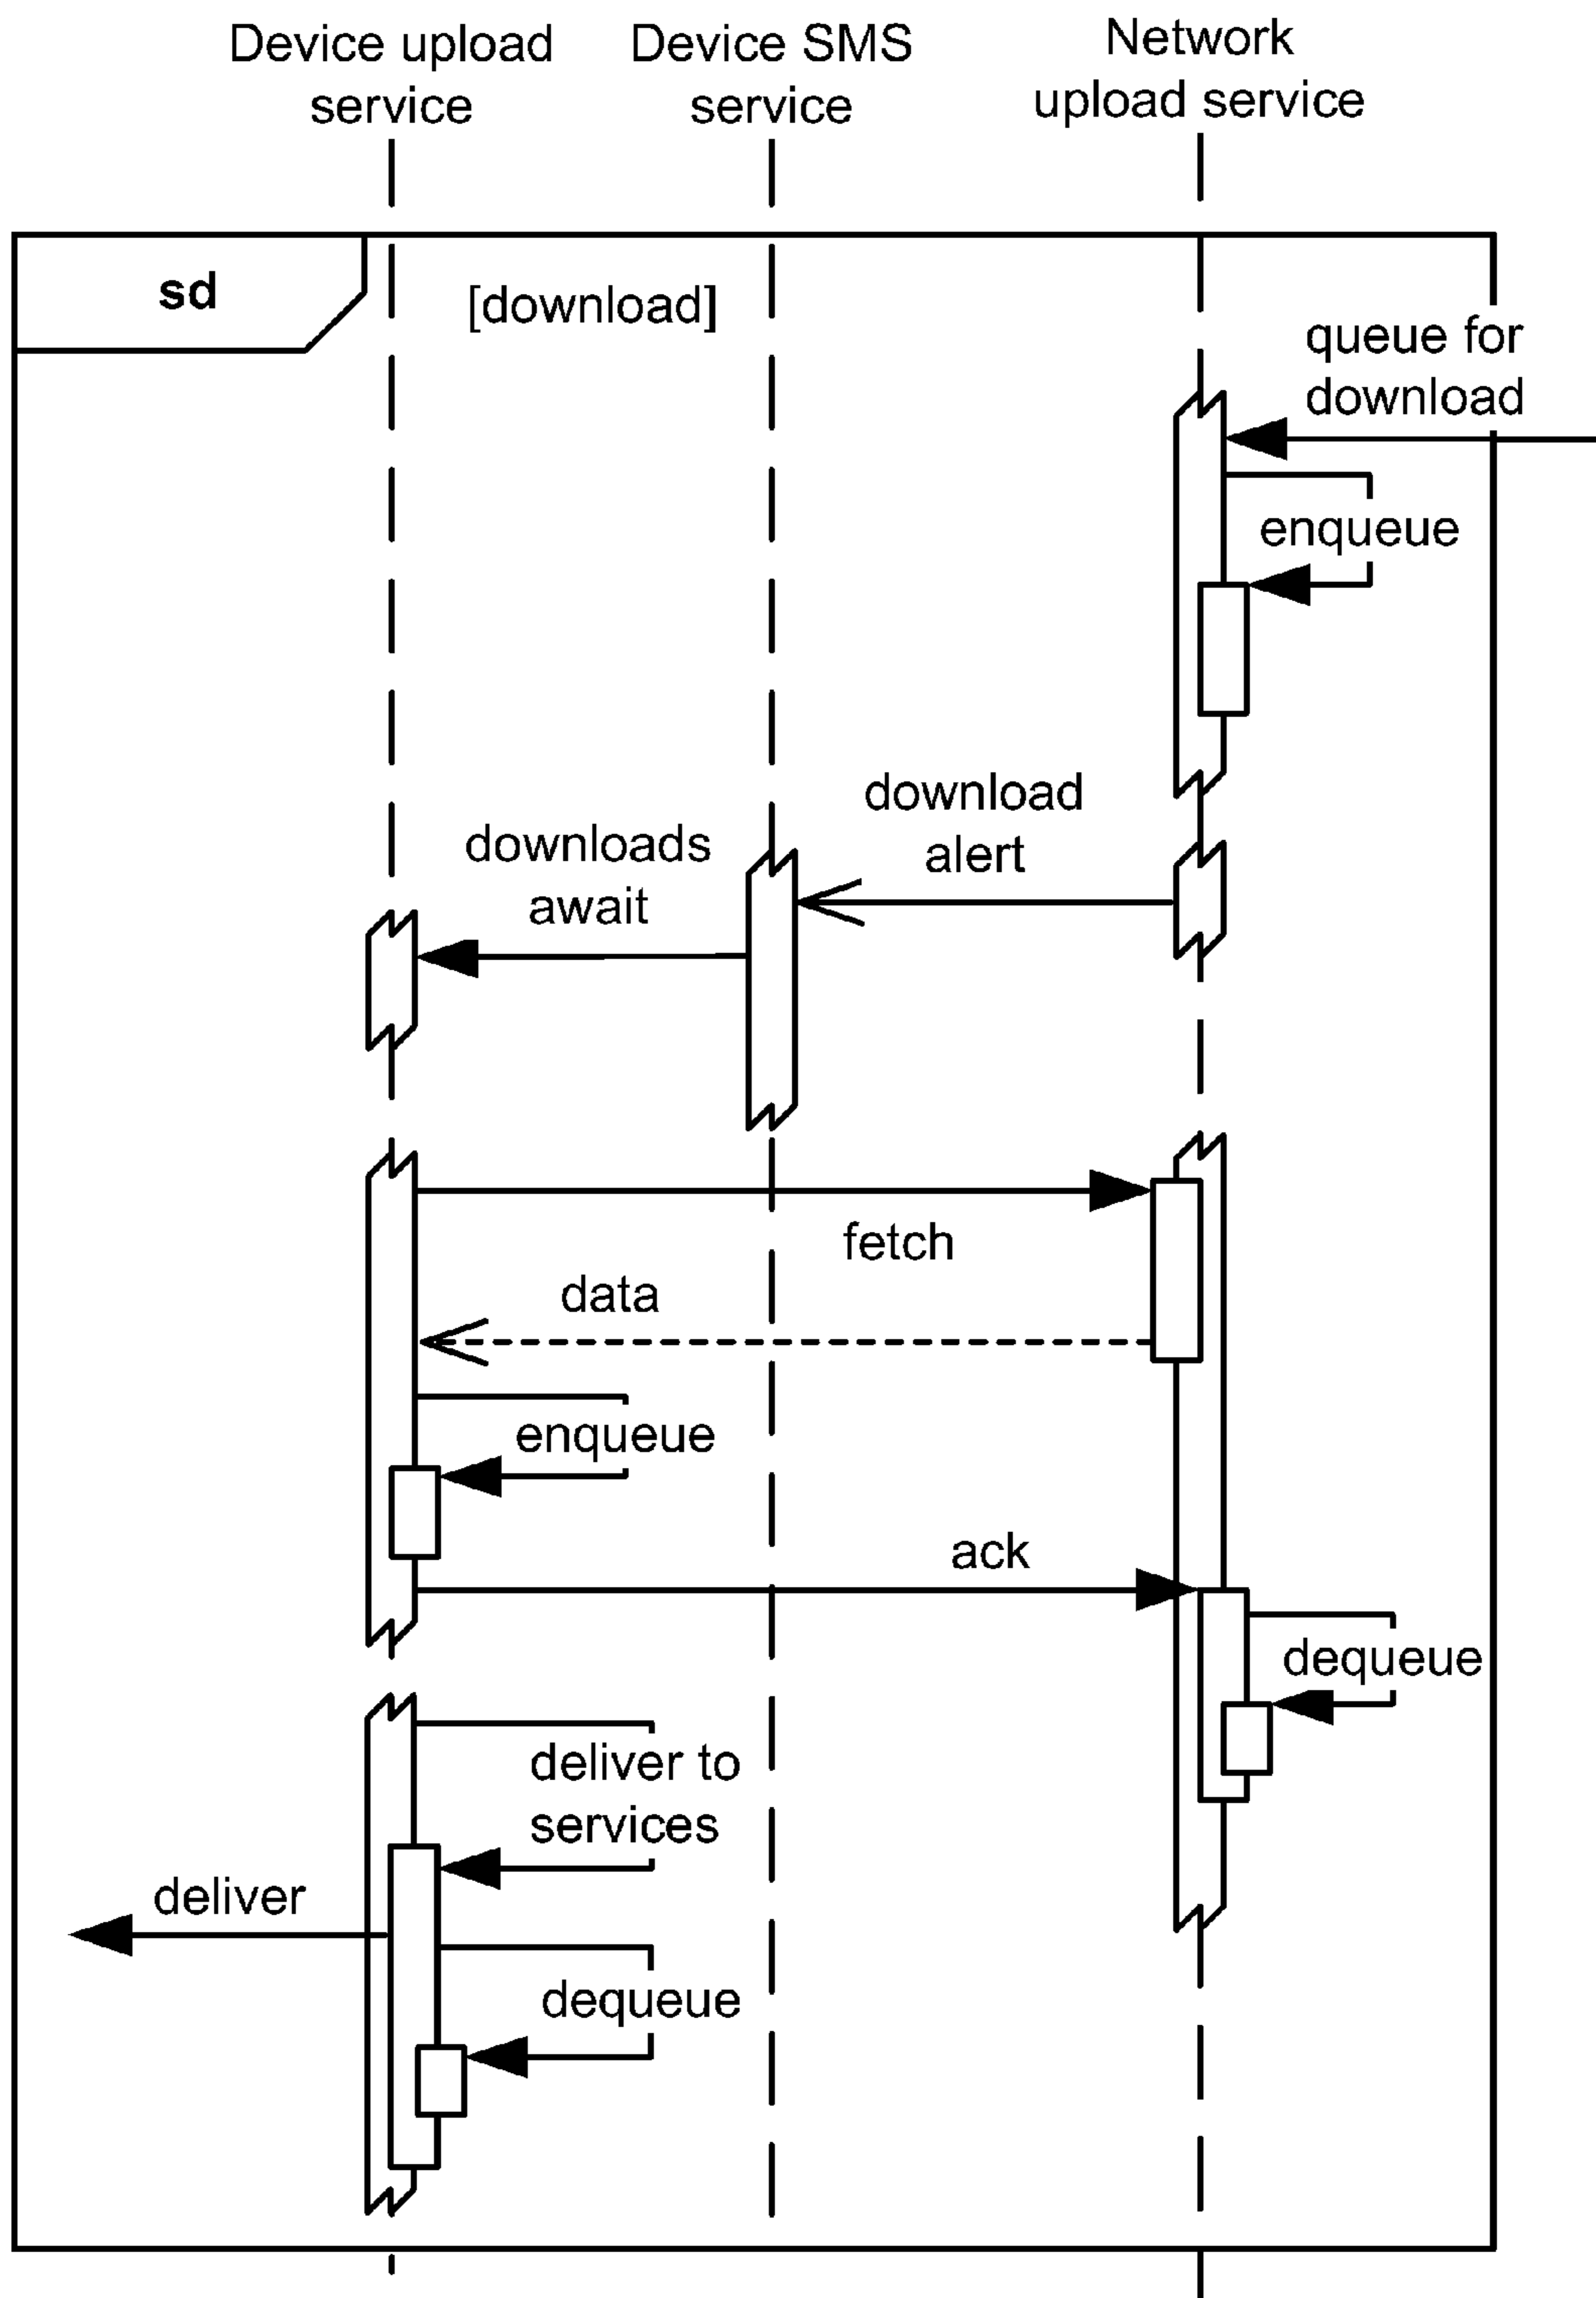 Device upload
service
Device SMS
service
Network
upload service
sd
[download]
queue for
download
enqueue
download
alert
downloads
await
fetch
data
enqueue
ack
dequeue
deliver to
services
deliver
dequeue